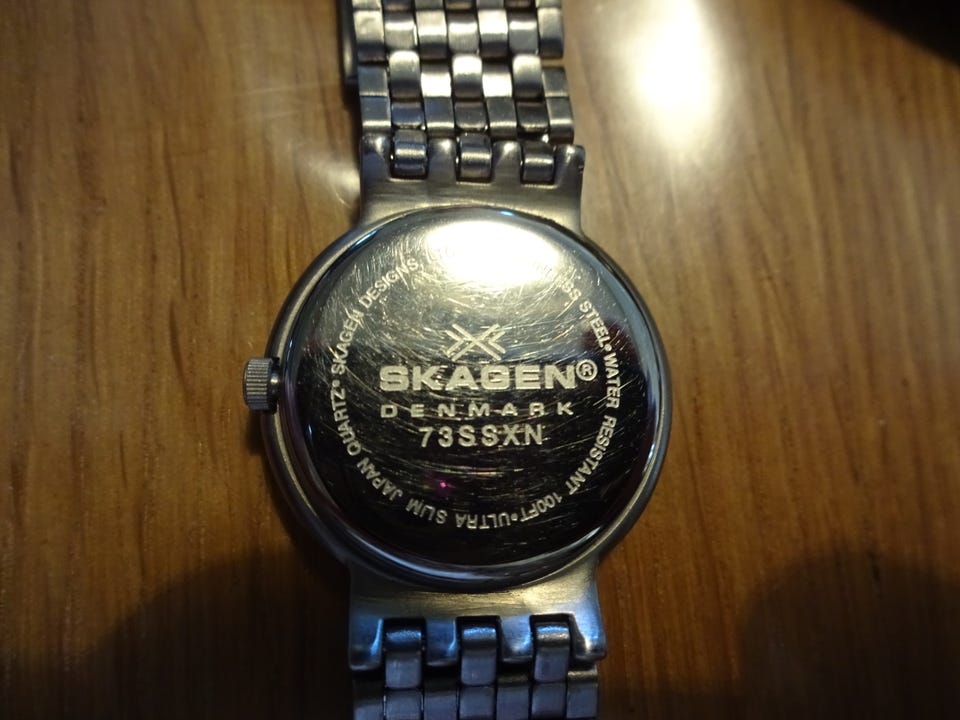 SKAGEN®
DENMARK
73SSXN
SKAGEN DESIGNS, STEEL•WATER RESISTANT 100FT•ULTRA SLIM JAPAN QUARTZ•